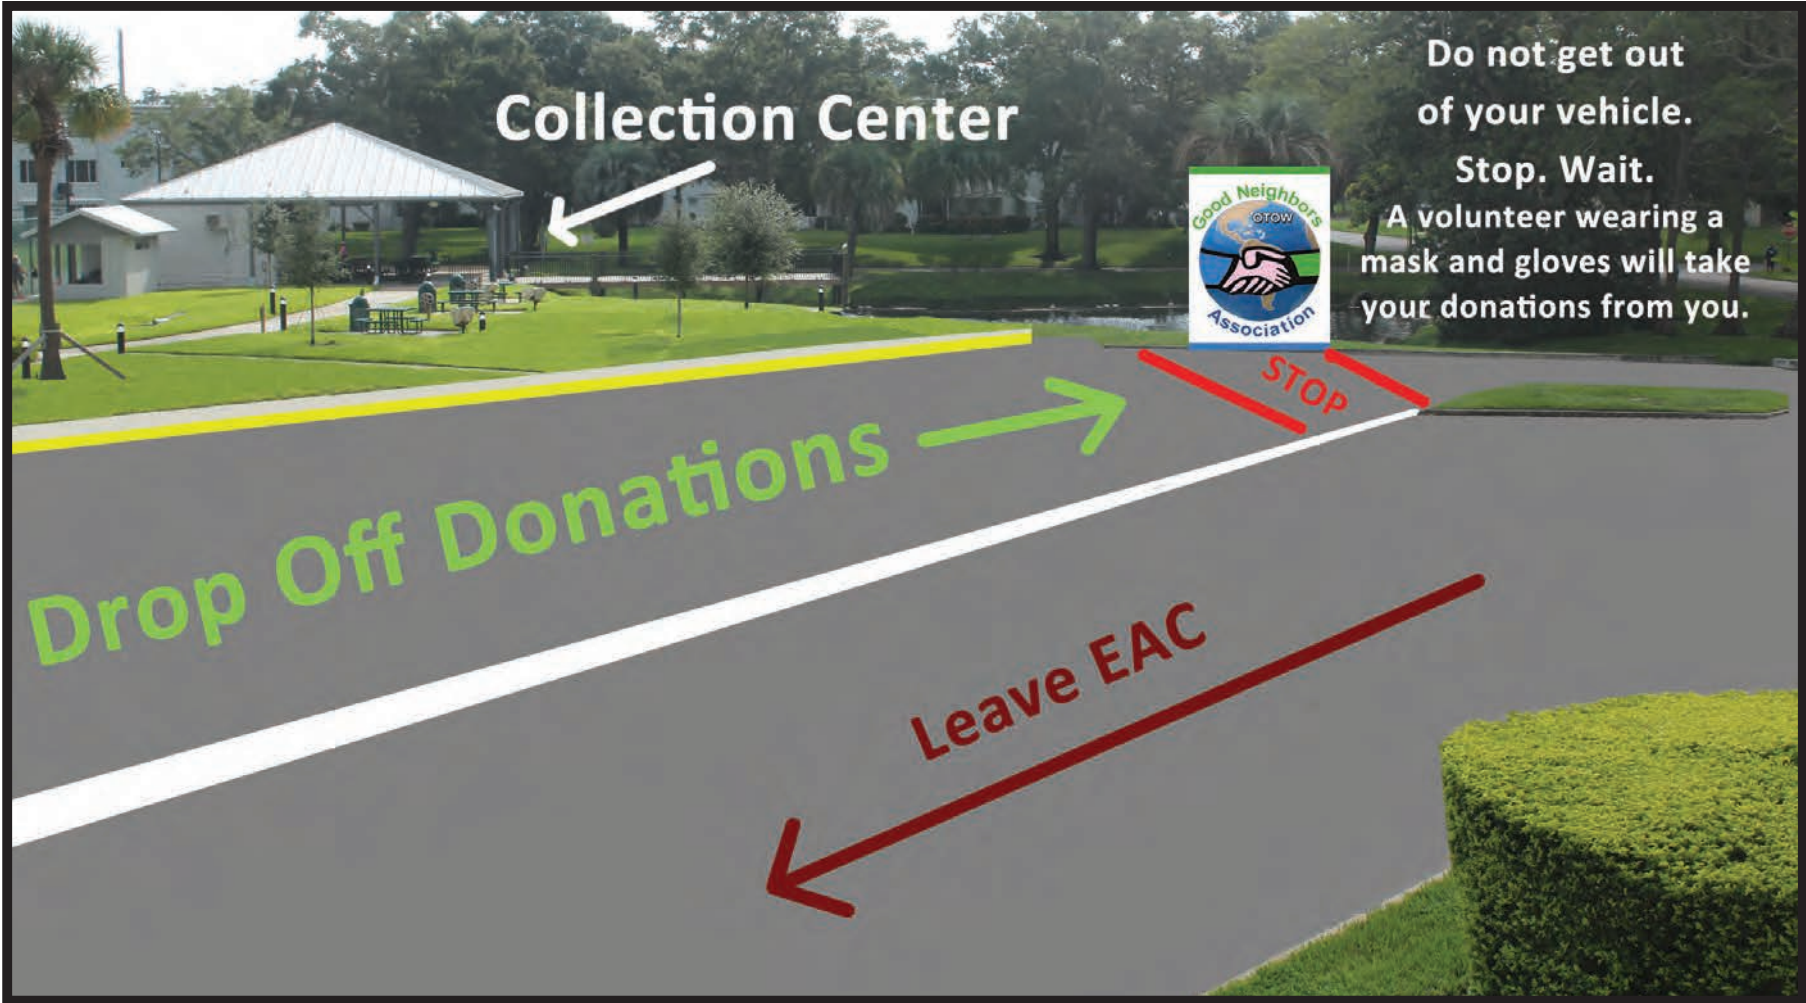 Collection Center
Do not get out
of your vehicle.
Stop. Wait.
A volunteer wearing a
mask and gloves will take
your donations from you.
Good Neighbors
OTOW
Association
STOP
Drop Off Donations
Leave EAC